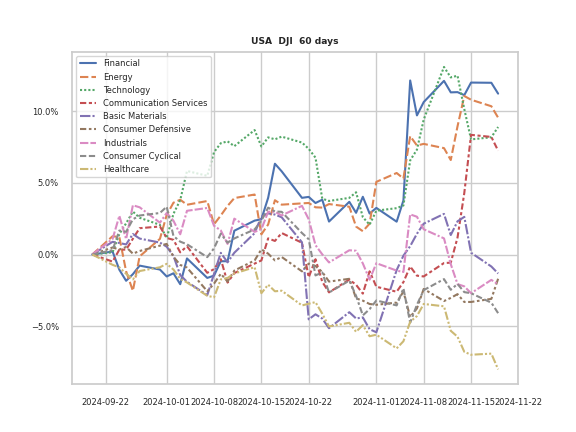 USA  DJI  60 days
Financial
Energy
Technology
Communication Services
Basic Materials
Consumer Defensive
Industrials
Consumer Cyclical
Healthcare
10.0%
5.0%
0.0%
−5.0%
2024-09-22 2024-10-01 2024-10-08 2024-10-15 2024-10-22 2024-11-01 2024-11-08 2024-11-15 2024-11-22